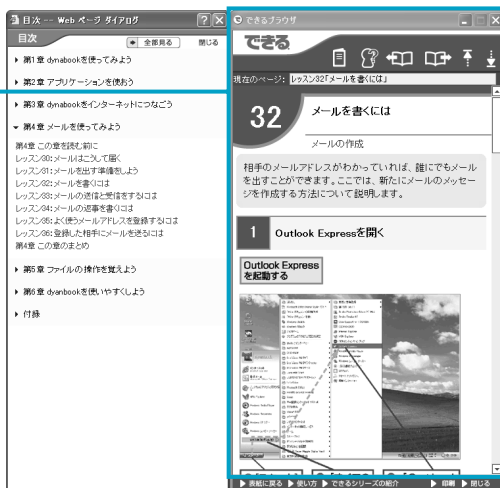 目次 -- Web ページ ダイアログ
目次
全部見る
閉じる
第1章 dynabookを使ってみよう
第2章 アプリケーションを使おう
第3章 dynabookをインターネットにつなごう
第4章 メールを使ってみよう
第4章 この章を読む前に
レッスン30:メールはこうして届く
レッスン31:メールを出す準備をしよう
レッスン32:メールを書くには
レッスン33:メールの送信と受信をするには
レッスン34:メールの返事を書くには
レッスン35:よく使うメールアドレスを登録するには
レッスン36:登録した相手にメールを送るには
第4章 この章のまとめ
第5章 ファイルの操作を覚えよう
第6章 dyanbookを使いやすくしよう
付録
できるブラウザ
できる
現在のページ: レッスン32「メールを書くには」
32
メールを書くには
メールの作成
相手のメールアドレスがわかっていれば、誰にでもメール
を出すことができます。ここでは、新たにメールのメッセー
ジを作成する方法について説明します。
1 Outlook Expressを開く
Outlook Express
を起動する
表紙に戻る
使い方
できるシリーズの紹介
印刷
閉じる